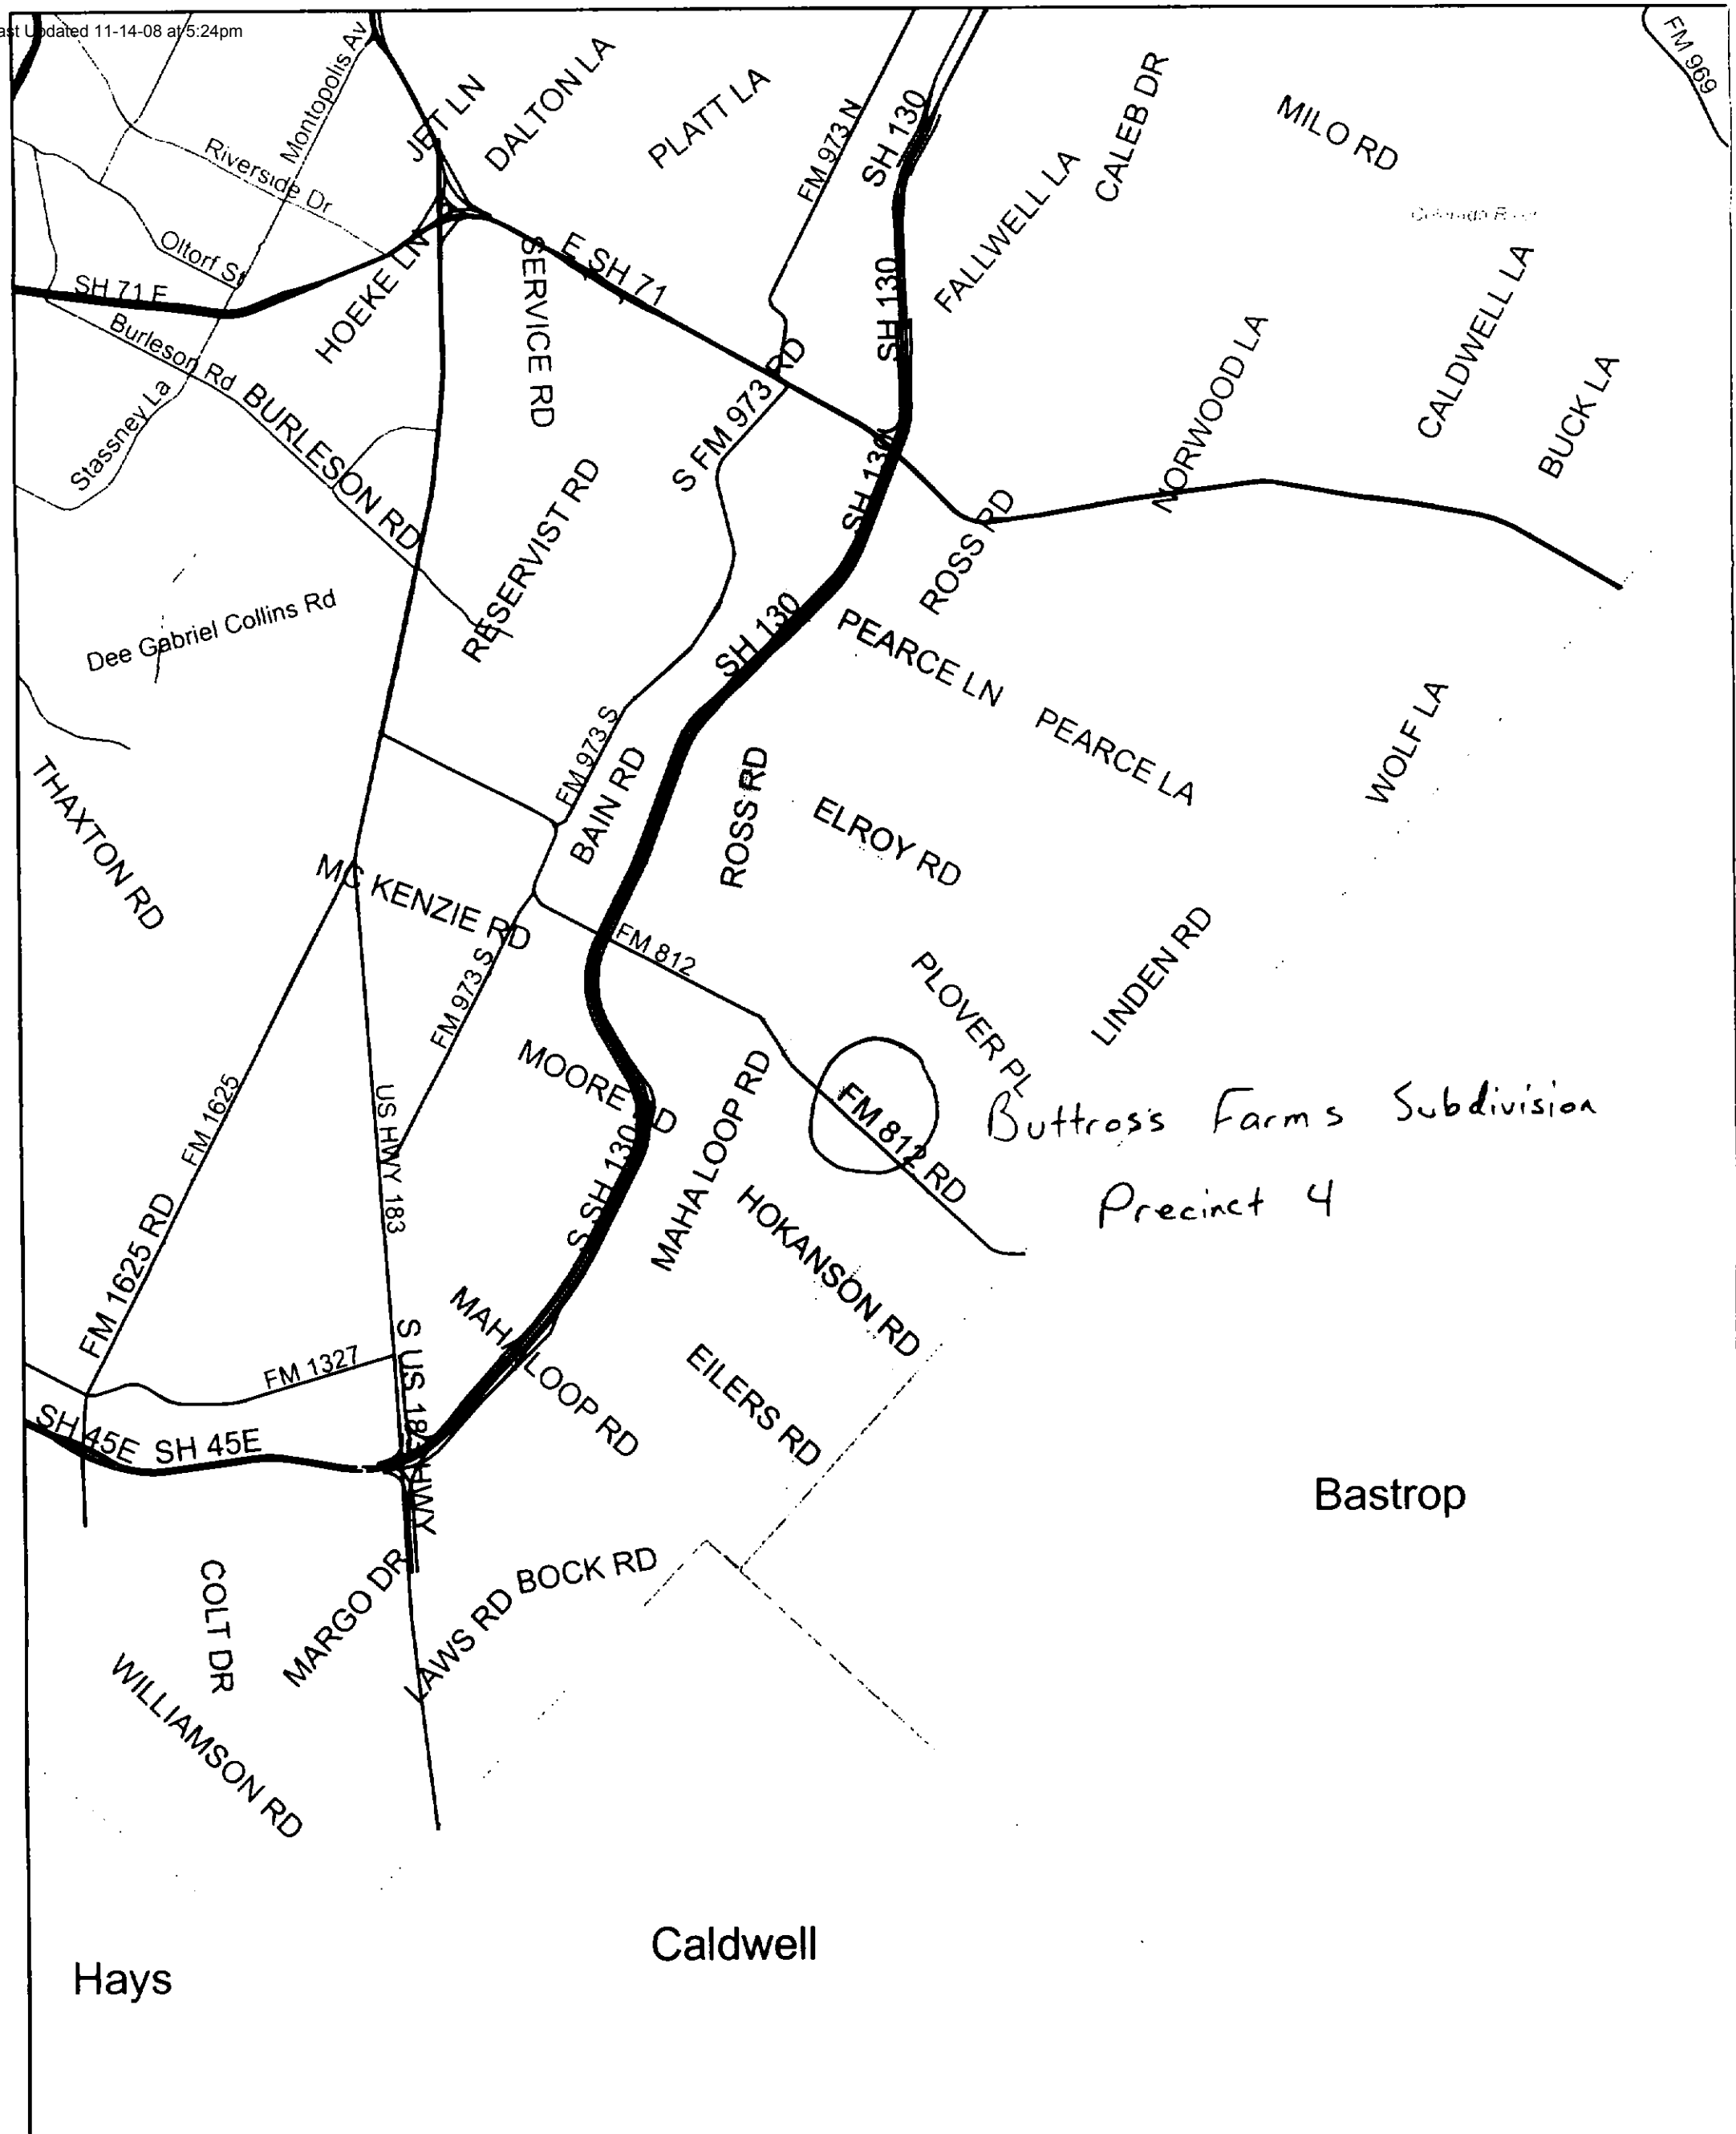 ast Updated 11-14-08 at 5:24pm
FM 969
Montopolis Av
JET LN
DALTON LA
PLATT LA
FM 973 N
SH 130
CALEB DR
MILO RD
Riverside Dr
FALLWELL LA
Colorado River
Oltorf St
HOEKE LN
SERVICE RD
E SH 71
SH 71 E
SH 130
CALDWELL LA
Burleson Rd
BURLESON RD
Stassney La
S FM 973 RD
NORWOOD LA
BUCK LA
SH 130
RESERVIST RD
ROSS RD
Dee Gabriel Collins Rd
SH 130
PEARCE LN
PEARCE LA
WOLF LA
FM 973 S
BAIN RD
ROSS RD
THAXTON RD
ELROY RD
MC KENZIE RD
FM 812
FM 973 S
PLOVER PL
LINDEN RD
MOORE RD
MAHA LOOP RD
FM 812 RD
Buttross Farms Subdivision
Precinct 4
FM 1625
US HWY 183
S SH 130
HOKANSON RD
FM 1625 RD
MAHA LOOP RD
S US 183 HWY
FM 1327
EILERS RD
SH 45E
SH 45E
Bastrop
COLT DR
MARGO DR
LAWS RD
BOCK RD
WILLIAMSON RD
Caldwell
Hays